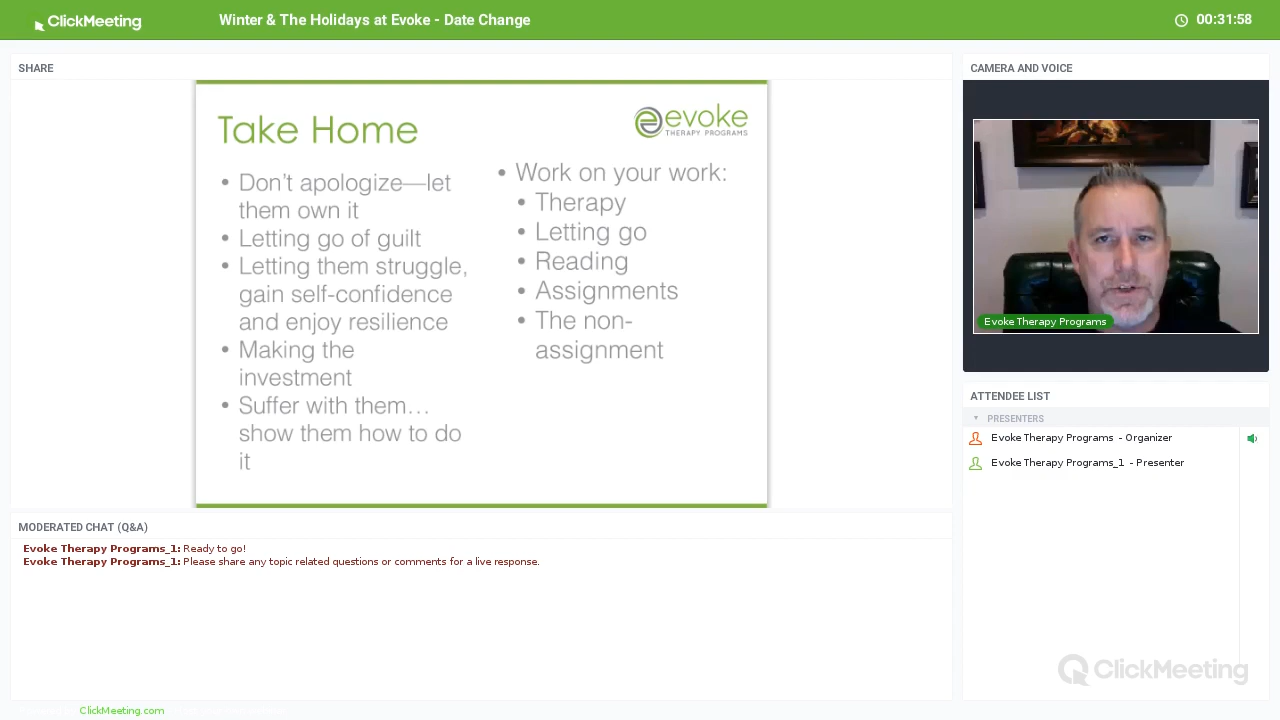 ClickMeeting
Winter & The Holidays at Evoke - Date Change
00:31:58
SHARE
Take Home
evoke
THERAPY PROGRAMS
• Don't apologize—let
them own it
• Letting go of guilt
• Letting them struggle,
gain self-confidence
and enjoy resilience
• Making the
investment
• Suffer with them…
show them how to do
it
• Work on your work:
• Therapy
• Letting go
• Reading
• Assignments
• The non-
assignment
CAMERA AND VOICE
Evoke Therapy Programs
ATTENDEE LIST
PRESENTERS
Evoke Therapy Programs - Organizer
Evoke Therapy Programs_1 - Presenter
MODERATED CHAT (Q&A)
Evoke Therapy Programs_1: Ready to go!
Evoke Therapy Programs_1: Please share any topic related questions or comments for a live response.
ClickMeeting
ClickMeeting.com